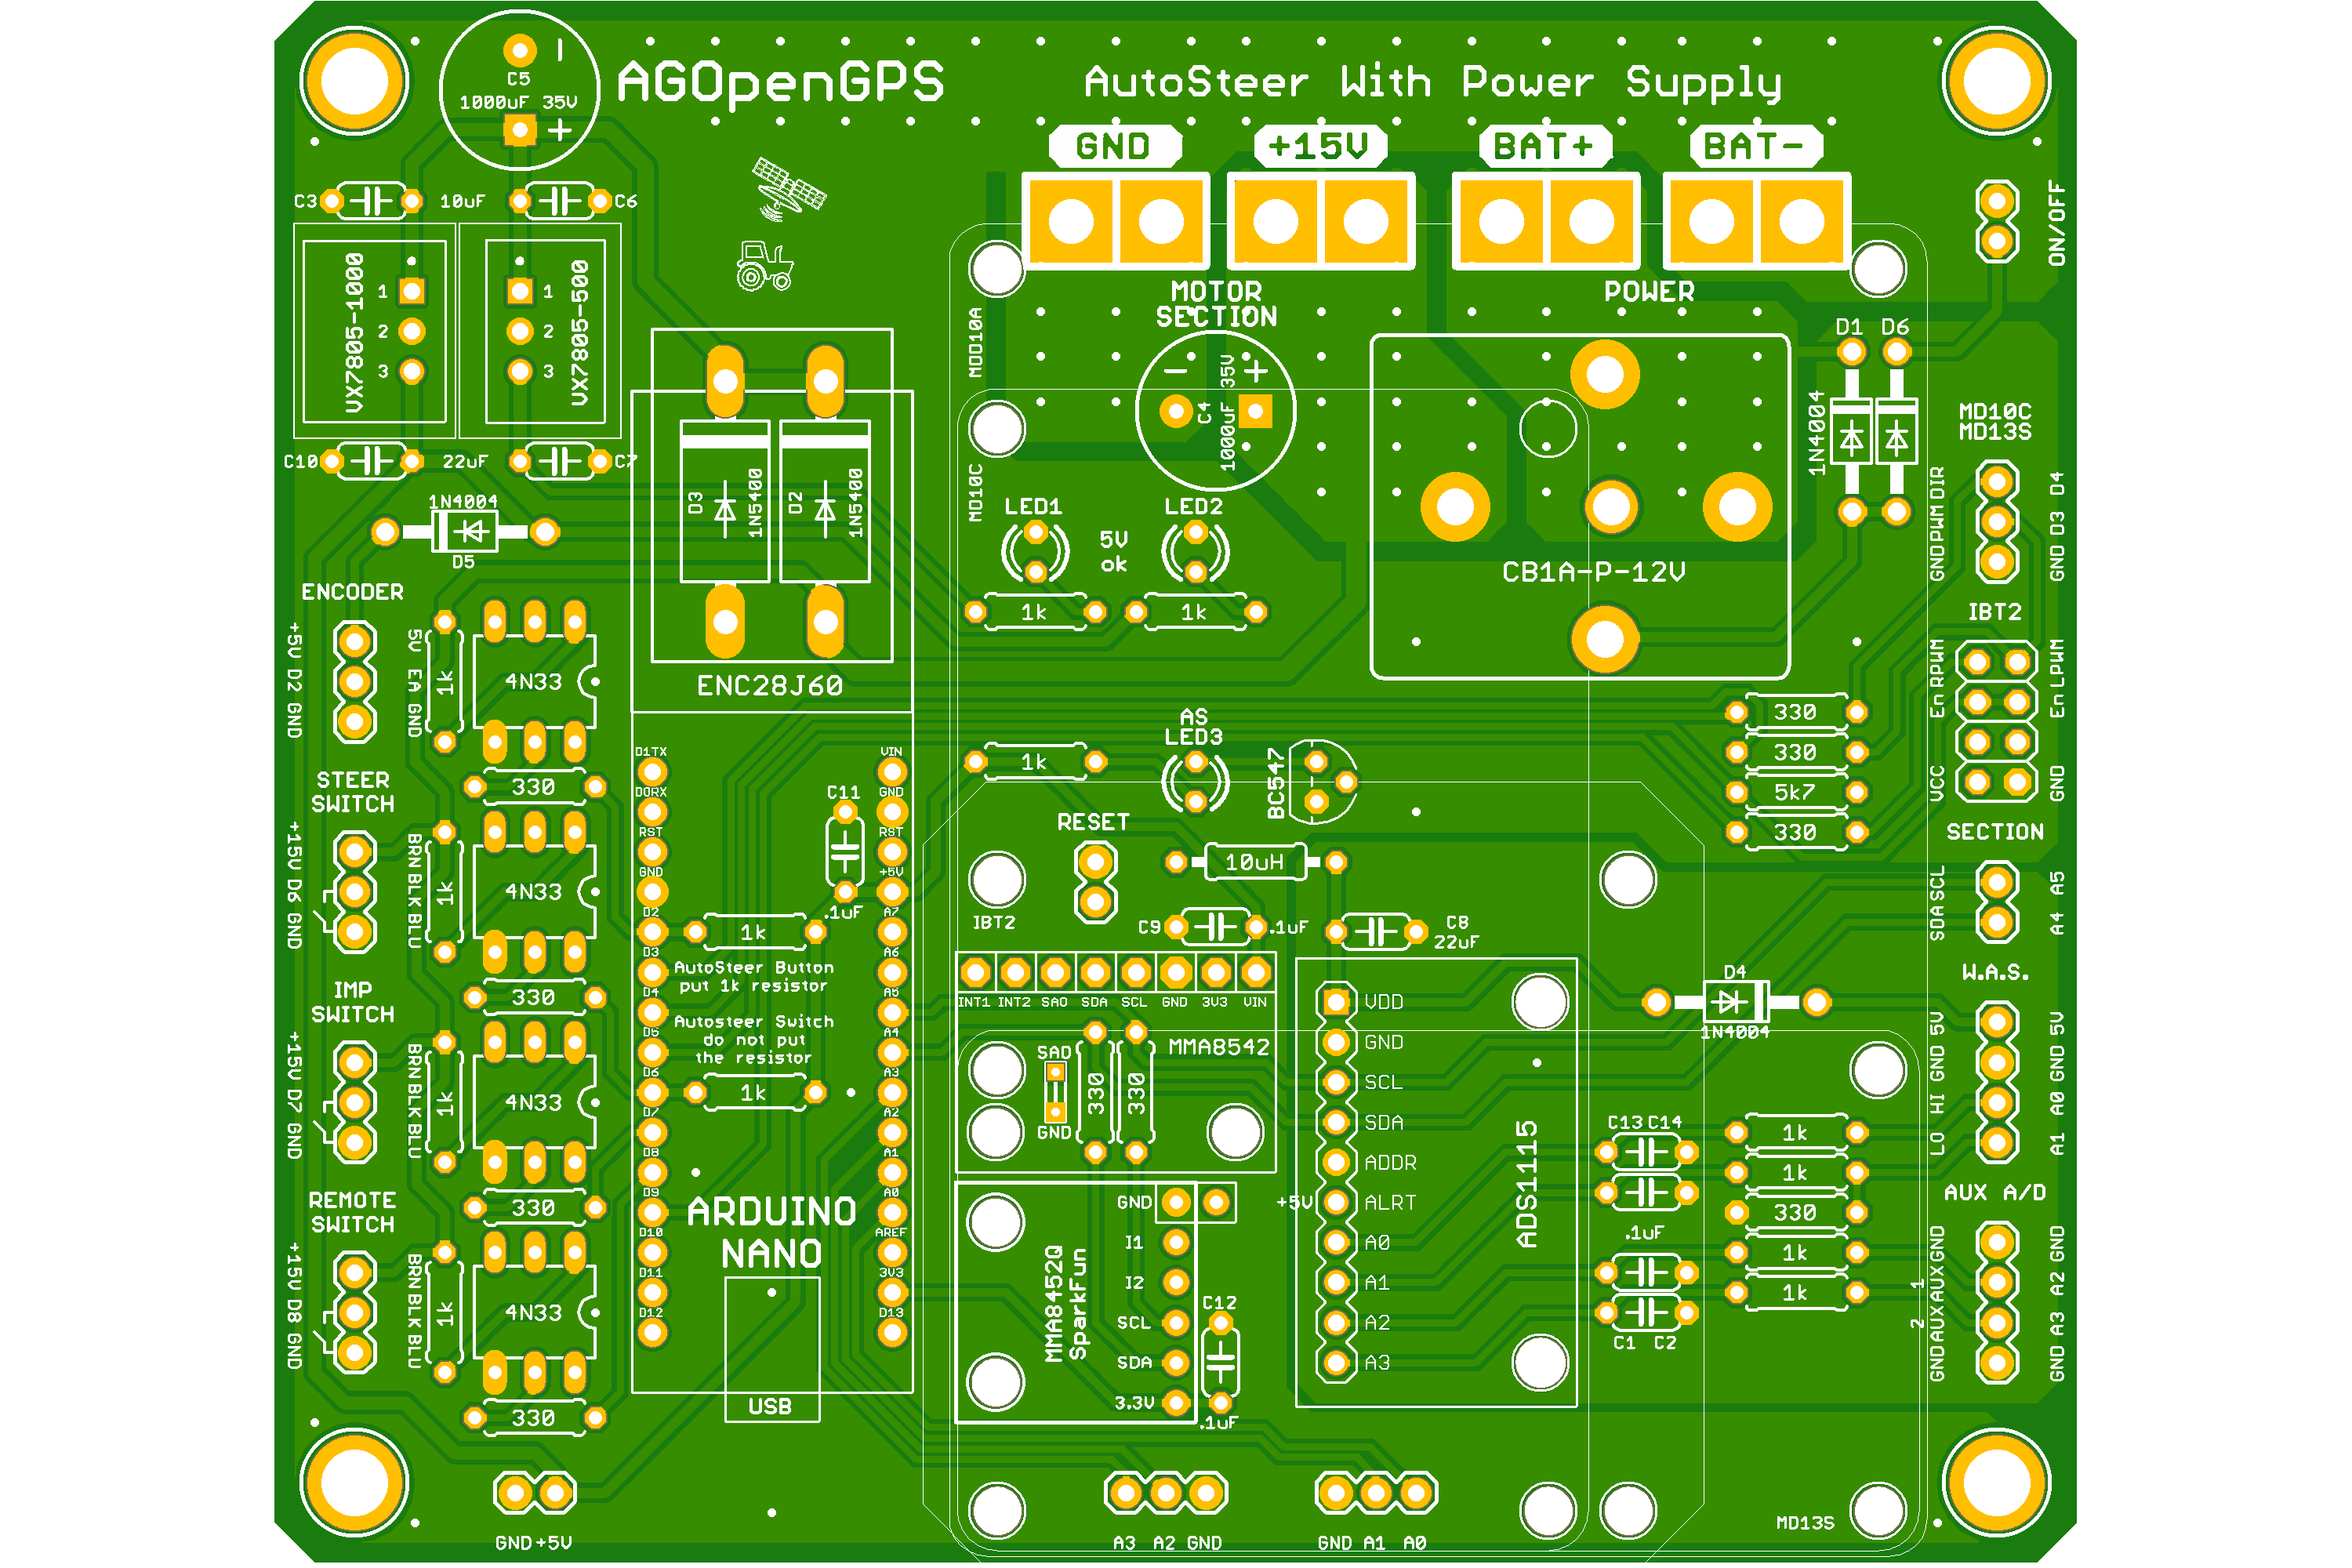 AGOpenGPS
AutoSteer With Power Supply
C5
1000uF 35V
GND
+15V
BAT+
BAT-
ON/OFF
C3
10uF
C6
VX7805-1000
1
2
3
VX7805-500
1
2
3
C10
22uF
C7
1N4004
D5
D3
1N5400
D2
1N5400
ENC28J60
MDD10A
MOTOR
SECTION
POWER
C4
1000uF 35V
MD10C
LED1
LED2
5V
ok
1k
1k
CB1A-P-12V
D1
D6
1N4004
MD10C
MD13S
GND PWM DIR
GND D3 D4
IBT2
En RPWM
En LPWM
VCC
GND
330
330
5k7
330
SECTION
SDA SCL
A4 A5
W.A.S.
LO HI GND 5V
A1 A0 GND 5V
AUX A/D
GND AUX AUX GND
2 1
GND A3 A2 GND
ENCODER
+5V D2 GND
5V EA GND
1k
4N33
330
STEER
SWITCH
+15V D6 GND
BRN BLK BLU
1k
4N33
330
IMP
SWITCH
+15V D7 GND
BRN BLK BLU
1k
4N33
330
REMOTE
SWITCH
+15V D8 GND
BRN BLK BLU
1k
4N33
330
GND +5V
D1TX
DORX
RST
GND
D2
D3
D4
D5
D6
D7
D8
D9
D10
D11
D12
VIN
GND
RST
+5V
A7
A6
A5
A4
A3
A2
A1
A0
AREF
3V3
D13
C11
.1uF
1k
AutoSteer Button
put 1k resistor
Autosteer Switch
do not put
the resistor
1k
ARDUINO
NANO
USB
1k
AS
LED3
BC547
RESET
10uH
IBT2
C9
.1uF
C8
22uF
INT1 INT2 SAO SDA SCL GND 3V3 VIN
MMA8542
SAO
GND
330
330
GND
I1
I2
SCL
SDA
3.3V
MMA8452Q
SparkFun
+5V
C12
.1uF
VDD
GND
SCL
SDA
ADDR
ALRT
A0
A1
A2
A3
ADS1115
D4
1N4004
C13 C14
.1uF
C1 C2
1k
1k
330
1k
1k
A3 A2 GND
GND A1 A0
MD13S